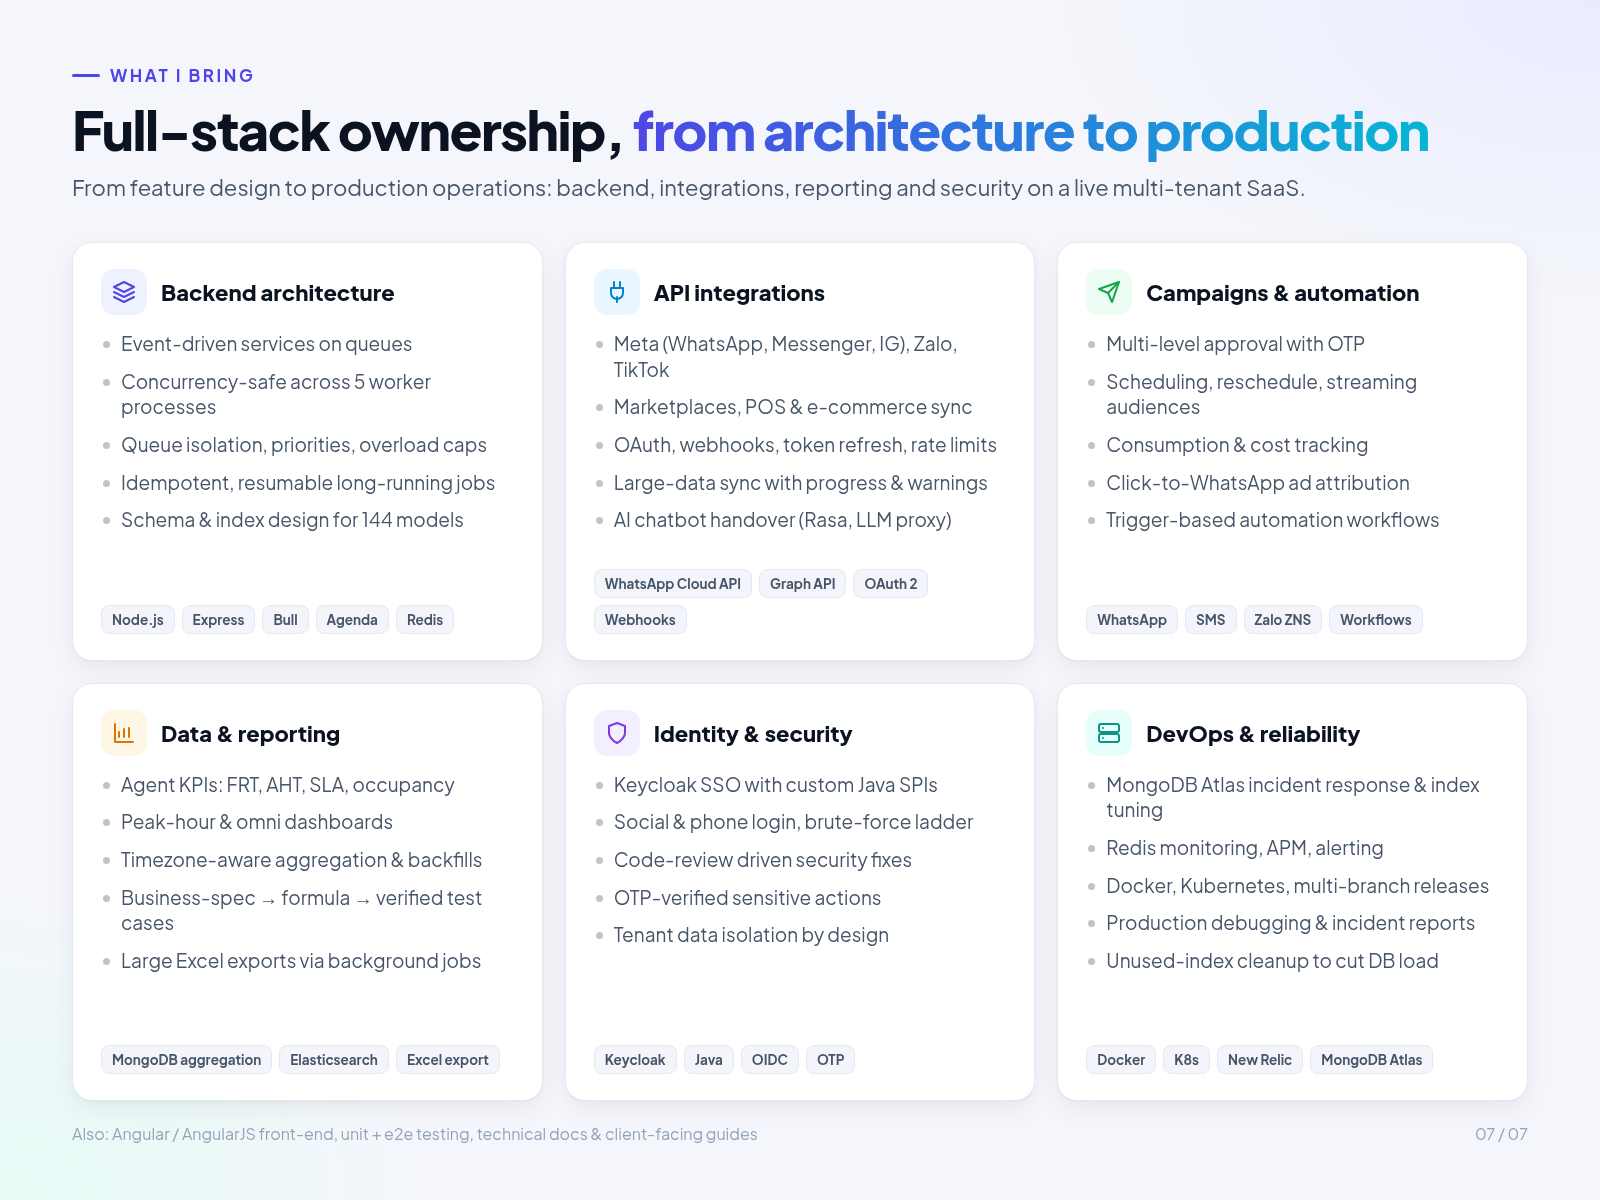 WHAT I BRING
Full-stack ownership, from architecture to production
From feature design to production operations: backend, integrations, reporting and security on a live multi-tenant SaaS.
Backend architecture
Event-driven services on queues
Concurrency-safe across 5 worker
processes
Queue isolation, priorities, overload caps
Idempotent, resumable long-running jobs
Schema & index design for 144 models
Node.js Express Bull Agenda Redis
API integrations
Meta (WhatsApp, Messenger, IG), Zalo,
TikTok
Marketplaces, POS & e-commerce sync
OAuth, webhooks, token refresh, rate limits
Large-data sync with progress & warnings
AI chatbot handover (Rasa, LLM proxy)
WhatsApp Cloud API Graph API OAuth 2
Webhooks
Campaigns & automation
Multi-level approval with OTP
Scheduling, reschedule, streaming
audiences
Consumption & cost tracking
Click-to-WhatsApp ad attribution
Trigger-based automation workflows
WhatsApp SMS Zalo ZNS Workflows
Data & reporting
Agent KPIs: FRT, AHT, SLA, occupancy
Peak-hour & omni dashboards
Timezone-aware aggregation & backfills
Business-spec → formula → verified test
cases
Large Excel exports via background jobs
MongoDB aggregation Elasticsearch Excel export
Identity & security
Keycloak SSO with custom Java SPIs
Social & phone login, brute-force ladder
Code-review driven security fixes
OTP-verified sensitive actions
Tenant data isolation by design
Keycloak Java OIDC OTP
DevOps & reliability
MongoDB Atlas incident response & index
tuning
Redis monitoring, APM, alerting
Docker, Kubernetes, multi-branch releases
Production debugging & incident reports
Unused-index cleanup to cut DB load
Docker K8s New Relic MongoDB Atlas
Also: Angular / AngularJS front-end, unit + e2e testing, technical docs & client-facing guides
07 / 07